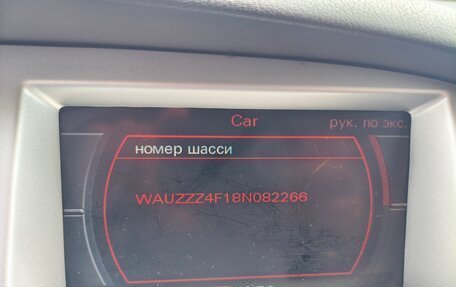 Car
рук. по экс.
номер шасси
WAUZZZ4F18N082266